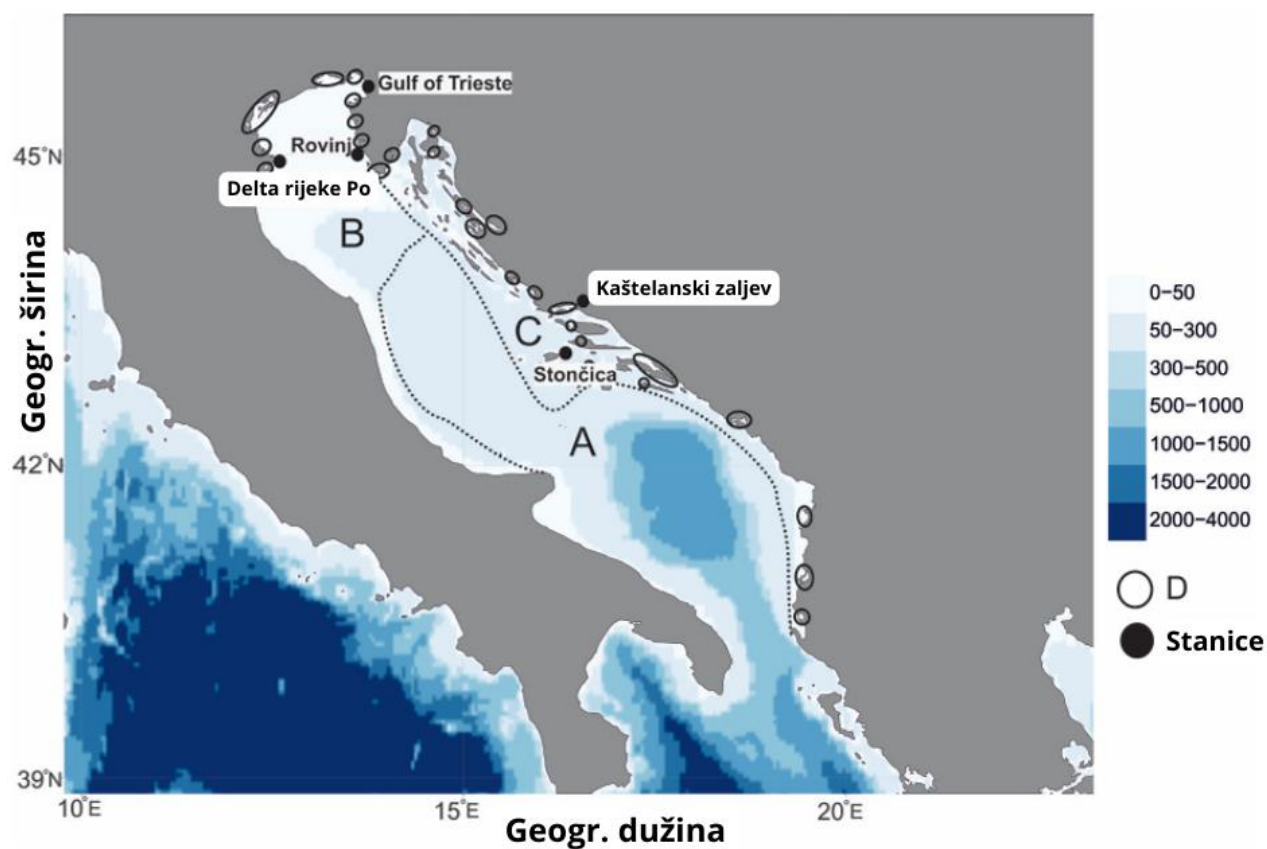 Gulf of Trieste
Rovinj
45°N
Delta rijeke Po
B
Kaštelanski zaljev
C
Stončica
A
42°N
39°N
10°E
15°E
20°E
Geogr. širina
Geogr. dužina
0−50
50−300
300−500
500−1000
1000−1500
1500−2000
2000−4000
D
Stanice